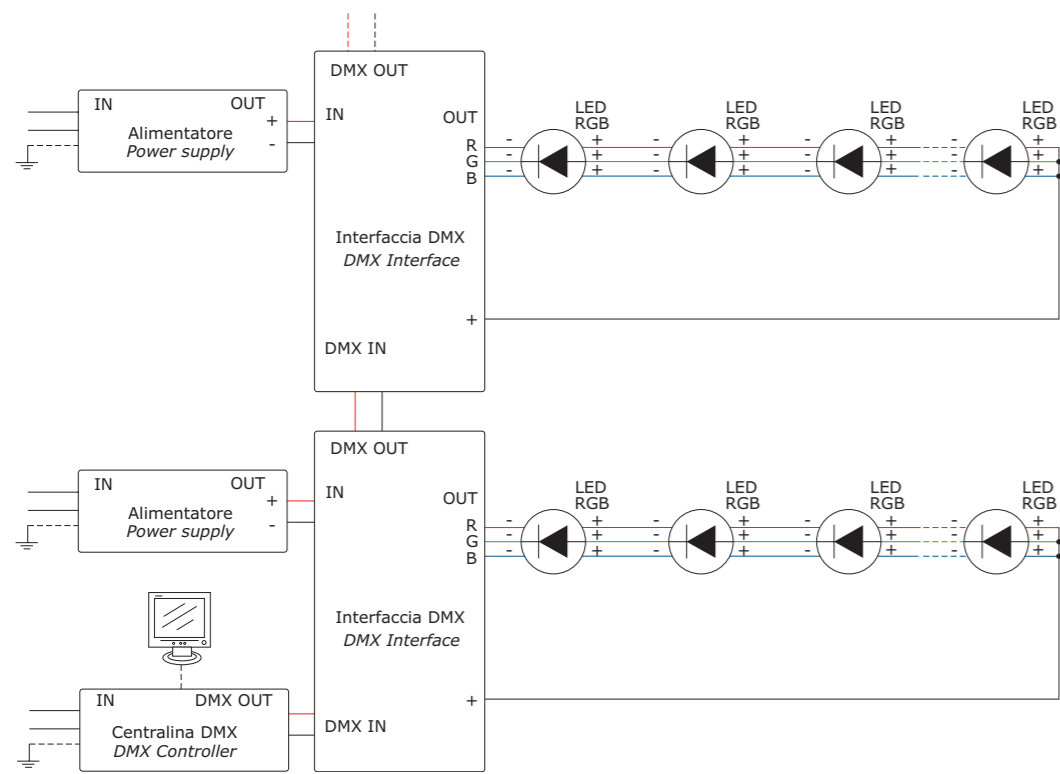 DMX OUT
IN OUT
+
-
Alimentatore
Power supply
IN
OUT
R
G
B
LED
RGB
LED
RGB
LED
RGB
LED
RGB
- + - + - + - +
- + - + - + - +
- + - + - + - +
Interfaccia DMX
DMX Interface
+
DMX IN
DMX OUT
IN OUT
+
-
Alimentatore
Power supply
IN
OUT
R
G
B
LED
RGB
LED
RGB
LED
RGB
LED
RGB
- + - + - + - +
- + - + - + - +
- + - + - + - +
Interfaccia DMX
DMX Interface
+
IN DMX OUT
Centralina DMX
DMX Controller
DMX IN